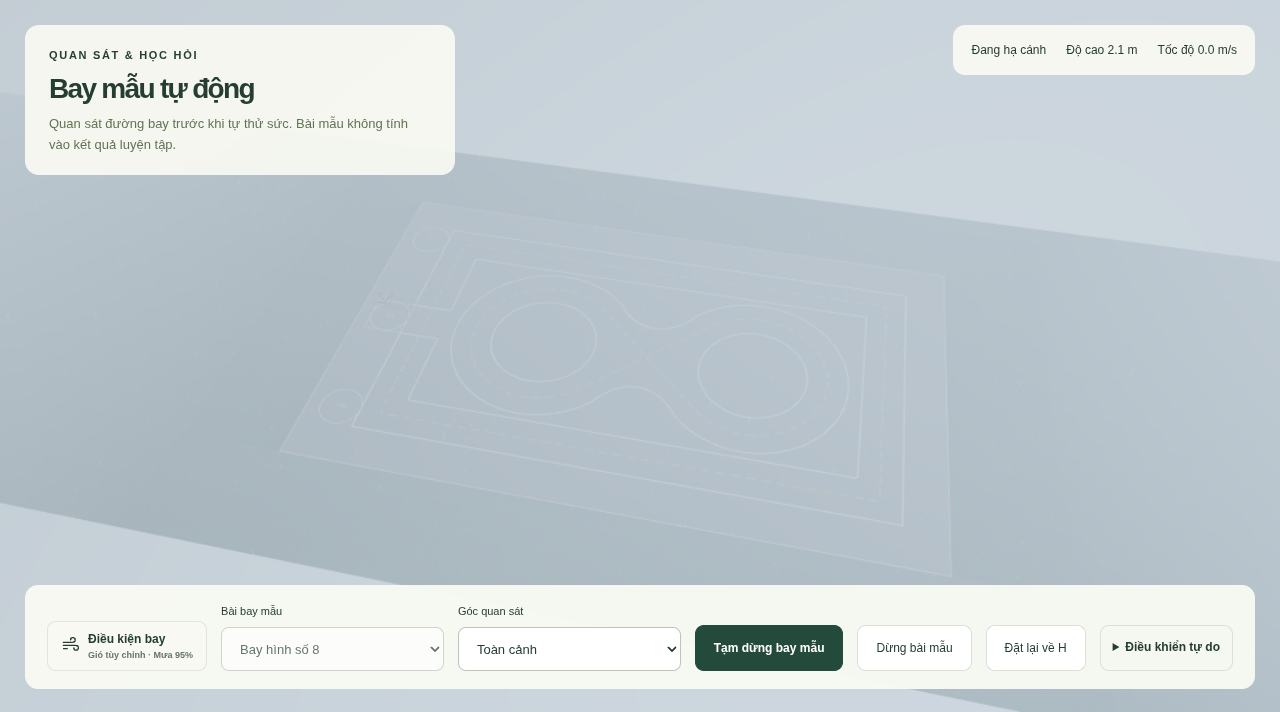 QUAN SÁT & HỌC HỎI
Bay mẫu tự động
Quan sát đường bay trước khi tự thử sức. Bài mẫu không tính
vào kết quả luyện tập.
Đang hạ cánh Độ cao 2.1 m Tốc độ 0.0 m/s
Điều kiện bay
Gió tùy chỉnh · Mưa 95%
Bài bay mẫu
Bay hình số 8
Góc quan sát
Toàn cảnh
Tạm dừng bay mẫu
Dừng bài mẫu
Đặt lại về H
Điều khiển tự do